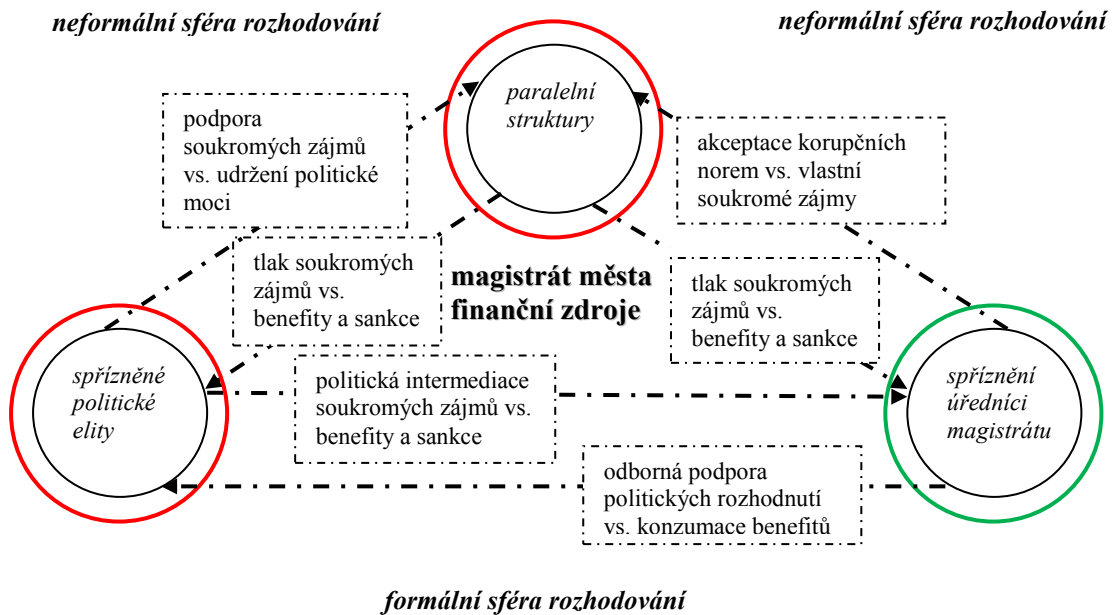 neformální sféra rozhodování
neformální sféra rozhodování
paralelní
struktury
podpora
soukromých zájmů
vs. udržení politické
moci
akceptace korupčních
norem vs. vlastní
soukromé zájmy
tlak soukromých
zájmů vs.
benefity a sankce
magistrát města
finanční zdroje
tlak soukromých
zájmů vs.
benefity a sankce
spřízněné
politické
elity
politická intermediace
soukromých zájmů vs.
benefity a sankce
spříznění
úředníci
magistrátu
odborná podpora
politických rozhodnutí
vs. konzumace benefitů
formální sféra rozhodování